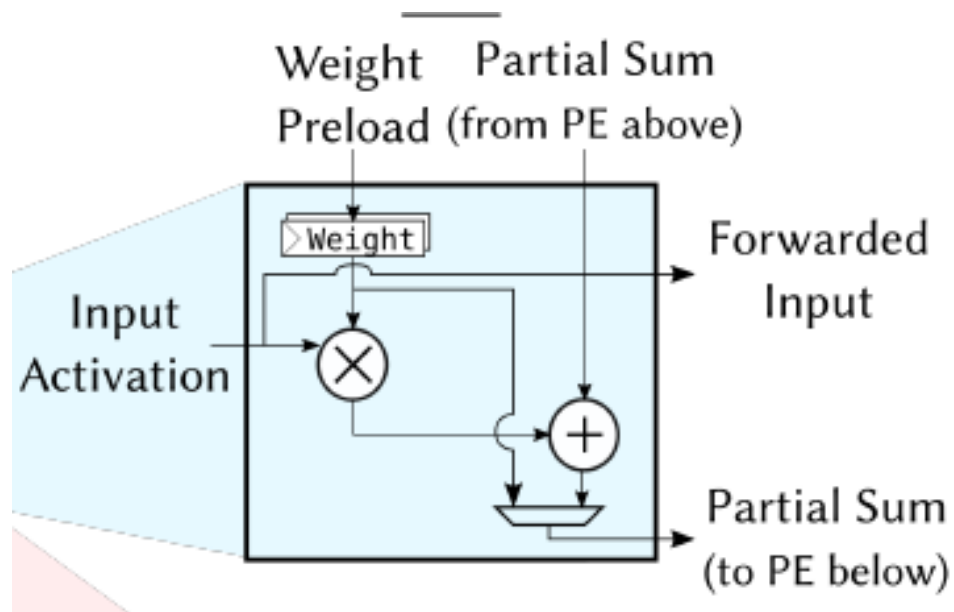 Weight
Preload
Partial Sum
(from PE above)
Weight
Forwarded
Input
Input
Activation
Partial Sum
(to PE below)